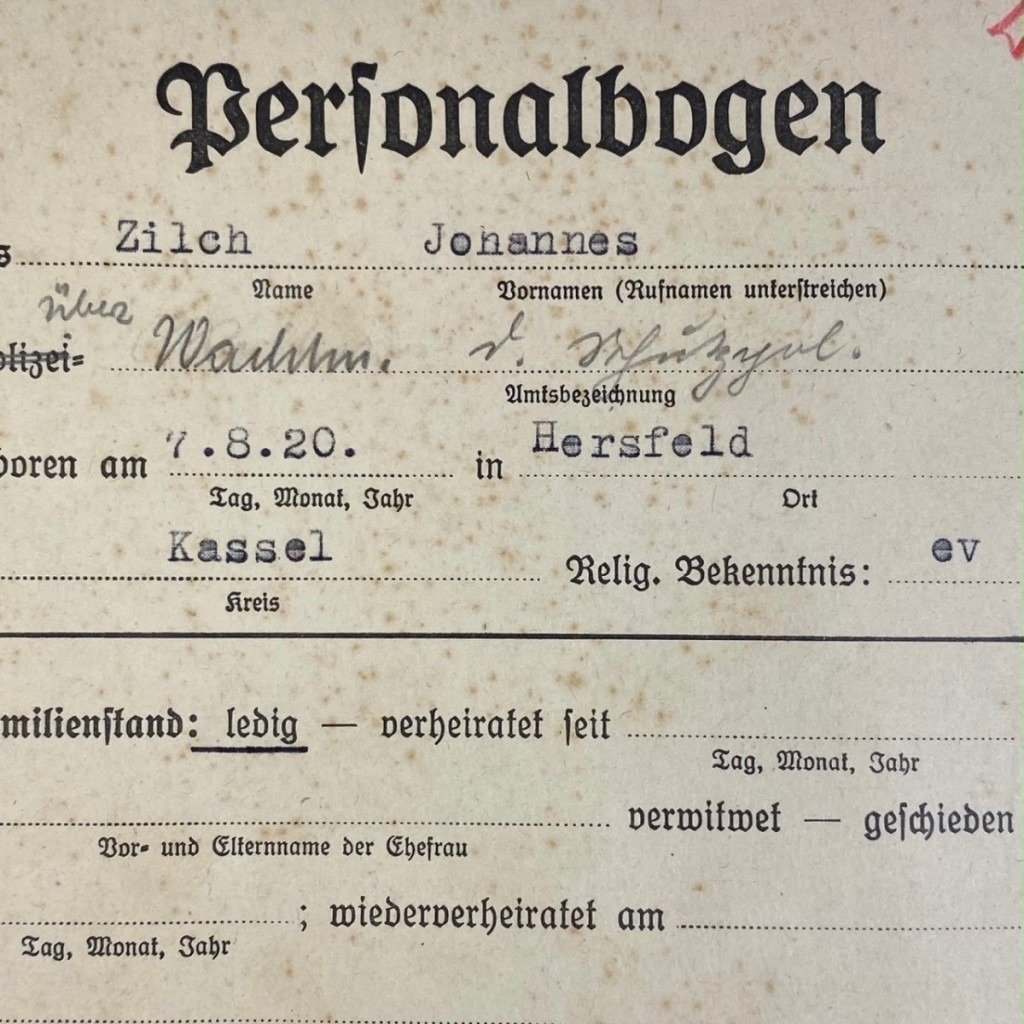 Personalbogen
s Zilch Johannes
Name Vornamen (Rufnamen unterstreichen)
über
olizei= Wachtm. d. Schutzpol.
Amtsbezeichnung
boren am 7.8.20. in Hersfeld
Tag, Monat, Jahr Ort
Kassel Relig. Bekenntnis: ev
Kreis
milienstand: ledig — verheiratet seit
Tag, Monat, Jahr
verwitwet — geschieden
Vor= und Elternname der Ehefrau
; wiederverheiratet am
Tag, Monat, Jahr